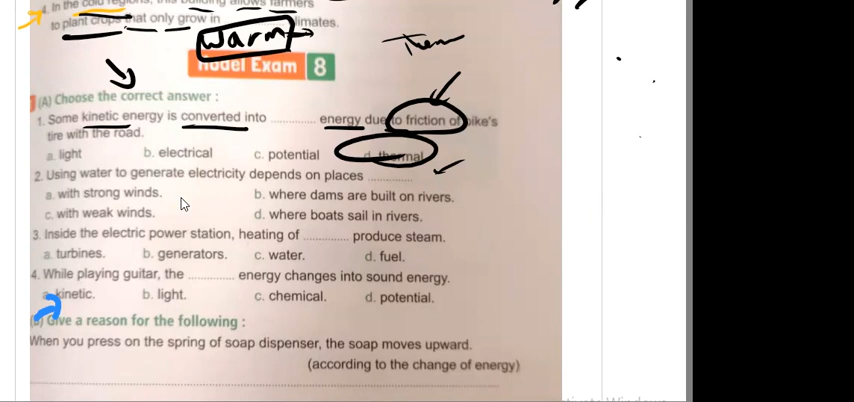 4. In the cold regions, this building allows farmers
to plant crops that only grow in warm climates.
Model Exam 8
(A) Choose the correct answer :
1. Some kinetic energy is converted into ............ energy due to friction of bike's
tire with the road.
a. light b. electrical c. potential d. thermal
2. Using water to generate electricity depends on places ............
a. with strong winds. b. where dams are built on rivers.
c. with weak winds. d. where boats sail in rivers.
3. Inside the electric power station, heating of ............ produce steam.
a. turbines. b. generators. c. water. d. fuel.
4. While playing guitar, the ............ energy changes into sound energy.
a. kinetic. b. light. c. chemical. d. potential.
(B) Give a reason for the following :
When you press on the spring of soap dispenser, the soap moves upward.
(according to the change of energy)